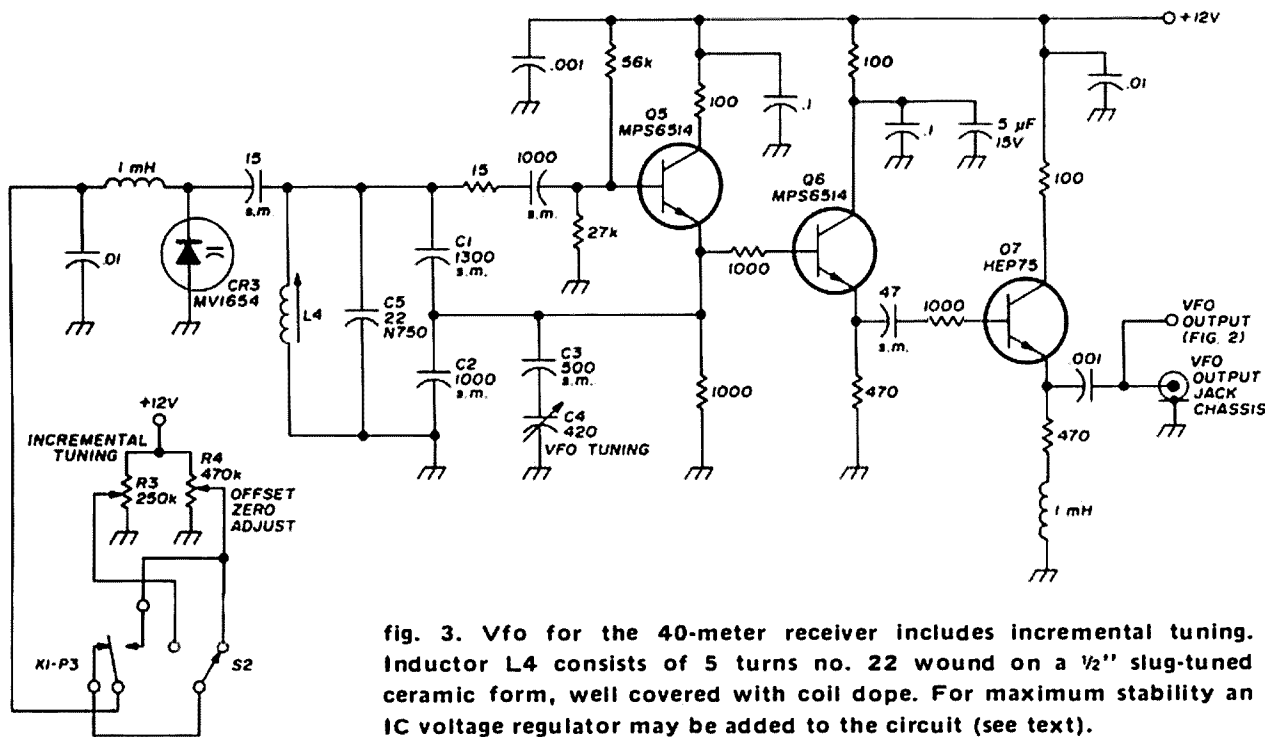 +12V
.001
56k
100
.1
100
.01
Q5
MPS6514
.1
5 µF
15V
1 mH
15
s.m.
15
1000
s.m.
Q6
MPS6514
100
27k
.01
CR3
MV1654
L4
C5
22
N750
C1
1300
s.m.
1000
Q7
HEP75
47
s.m.
1000
VFO
OUTPUT
(FIG. 2)
C2
1000
s.m.
C3
500
s.m.
C4
420
VFO TUNING
1000
470
.001
VFO
OUTPUT
JACK
CHASSIS
470
1 mH
+12V
INCREMENTAL
TUNING
R3
250k
R4
470k
OFFSET
ZERO
ADJUST
K1-P3
S2
fig. 3. Vfo for the 40-meter receiver includes incremental tuning.
Inductor L4 consists of 5 turns no. 22 wound on a ½" slug-tuned
ceramic form, well covered with coil dope. For maximum stability an
IC voltage regulator may be added to the circuit (see text).